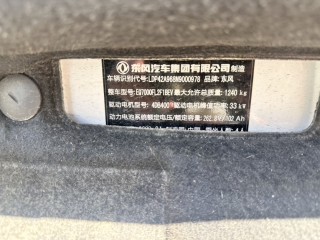 东风汽车集团有限公司 制造
车辆识别代号: LDP42A968M9000978 品牌: 东风
整车型号: EQ7000FL2F1BEV 最大允许总质量: 1240 kg
驱动电机型号: 408400 驱动电机峰值功率: 33 kW
动力电池系统额定电压/额定容量: 262.8V/102 Ah